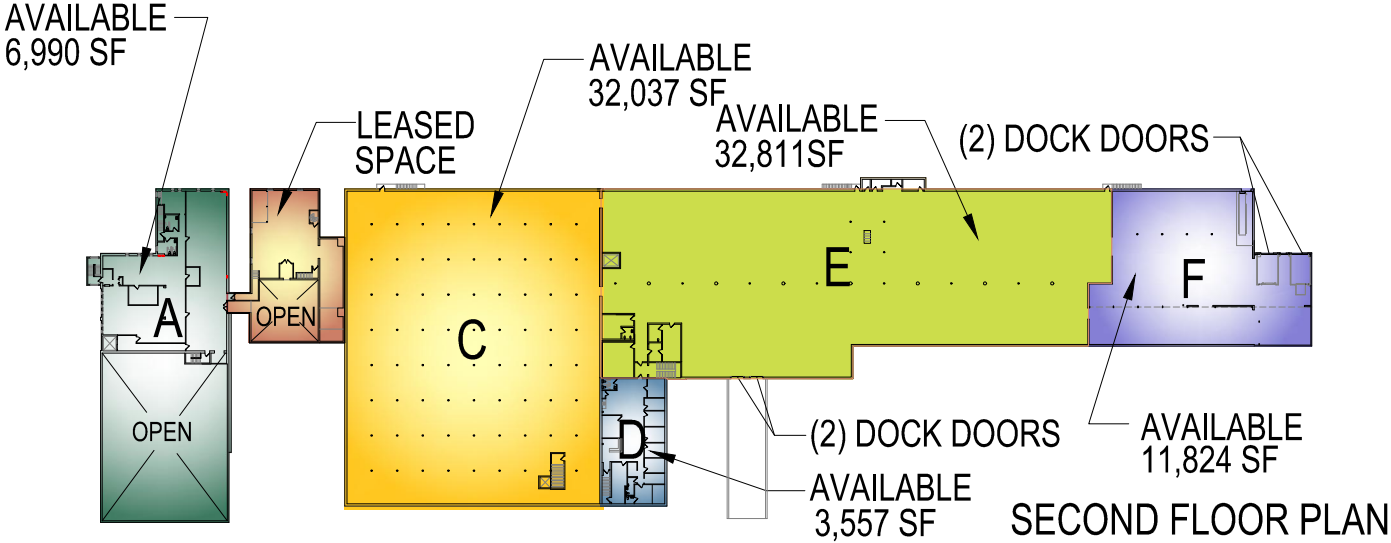 AVAILABLE
6,990 SF
AVAILABLE
32,037 SF
LEASED
SPACE
AVAILABLE
32,811SF
(2) DOCK DOORS
A
OPEN
OPEN
C
E
F
D
(2) DOCK DOORS
AVAILABLE
11,824 SF
AVAILABLE
3,557 SF
SECOND FLOOR PLAN